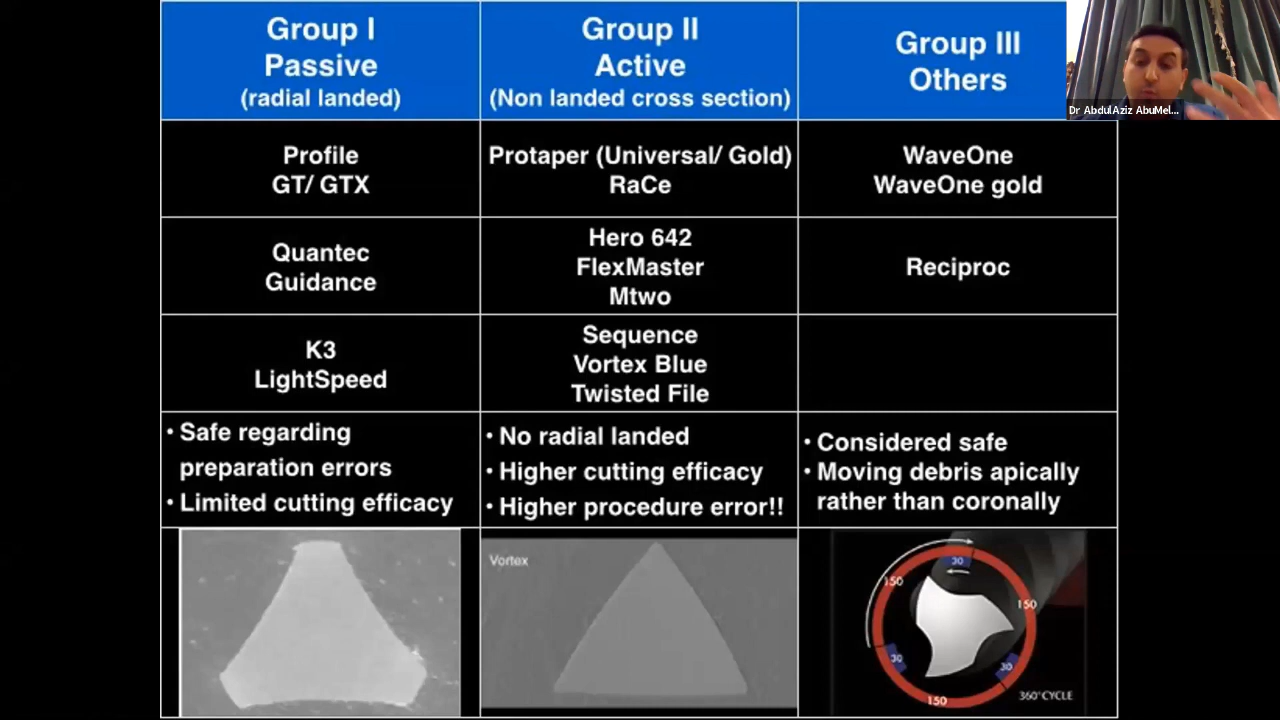 Group I
Passive
(radial landed)
Group II
Active
(Non landed cross section)
Group III
Others
Dr AbdulAziz AbuMel...
Profile
GT/ GTX
Protaper (Universal/ Gold)
RaCe
WaveOne
WaveOne gold
Quantec
Guidance
Hero 642
FlexMaster
Mtwo
Reciproc
K3
LightSpeed
Sequence
Vortex Blue
Twisted File
• Safe regarding
preparation errors
• Limited cutting efficacy
• No radial landed
• Higher cutting efficacy
• Higher procedure error!!
• Considered safe
• Moving debris apically
rather than coronally
Vortex
30
150
150
30
30
150
360°CYCLE